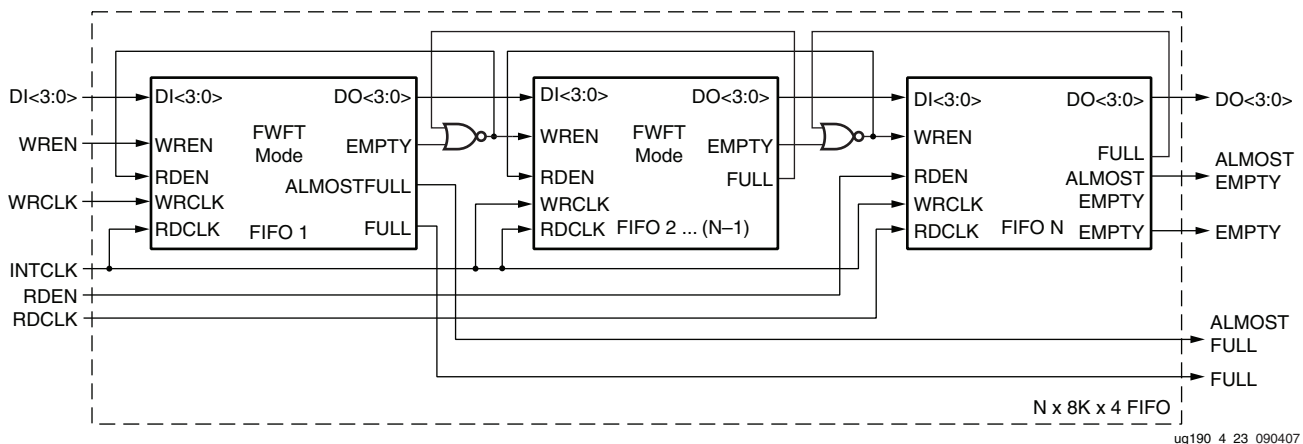 DI<3:0>
WREN
WRCLK
INTCLK
RDEN
RDCLK
DI<3:0>
WREN
RDEN
WRCLK
RDCLK
FWFT
Mode
DO<3:0>
EMPTY
ALMOSTFULL
FULL
FIFO 1
DI<3:0>
WREN
RDEN
WRCLK
RDCLK
FWFT
Mode
DO<3:0>
EMPTY
FULL
FIFO 2 ... (N–1)
DI<3:0>
WREN
RDEN
WRCLK
RDCLK
DO<3:0>
FULL
ALMOST
EMPTY
EMPTY
FIFO N
DO<3:0>
ALMOST
EMPTY
EMPTY
ALMOST
FULL
FULL
N x 8K x 4 FIFO
ug190_4_23_090407